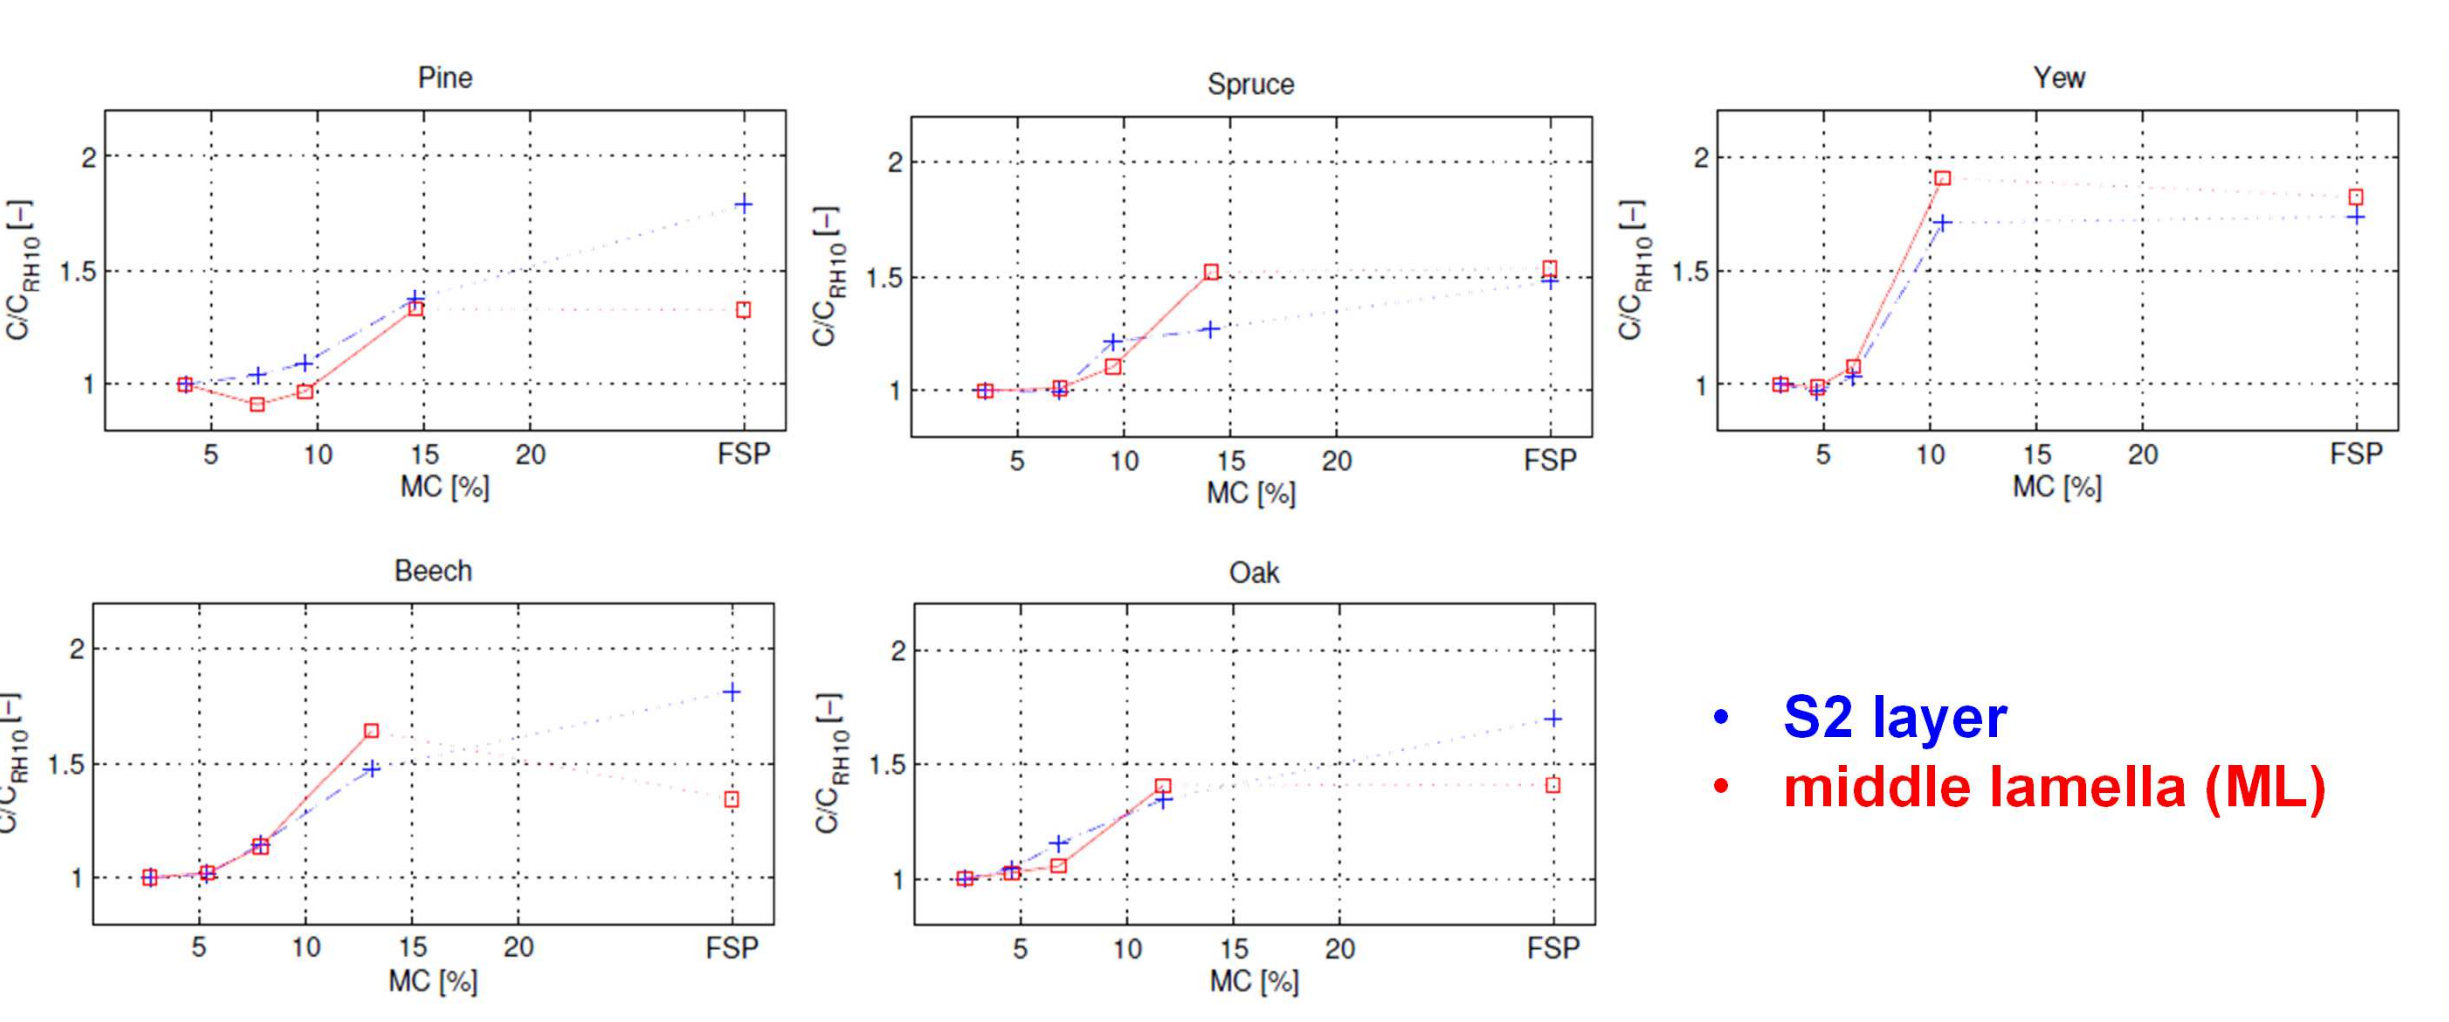 Pine
2
1.5
1
C/C_RH10 [–]
5 10 15 20 FSP
MC [%]
Spruce
2
1.5
1
C/C_RH10 [–]
5 10 15 20 FSP
MC [%]
Yew
2
1.5
1
C/C_RH10 [–]
5 10 15 20 FSP
MC [%]
Beech
2
1.5
1
C/C_RH10 [–]
5 10 15 20 FSP
MC [%]
Oak
2
1.5
1
C/C_RH10 [–]
5 10 15 20 FSP
MC [%]
• S2 layer
• middle lamella (ML)